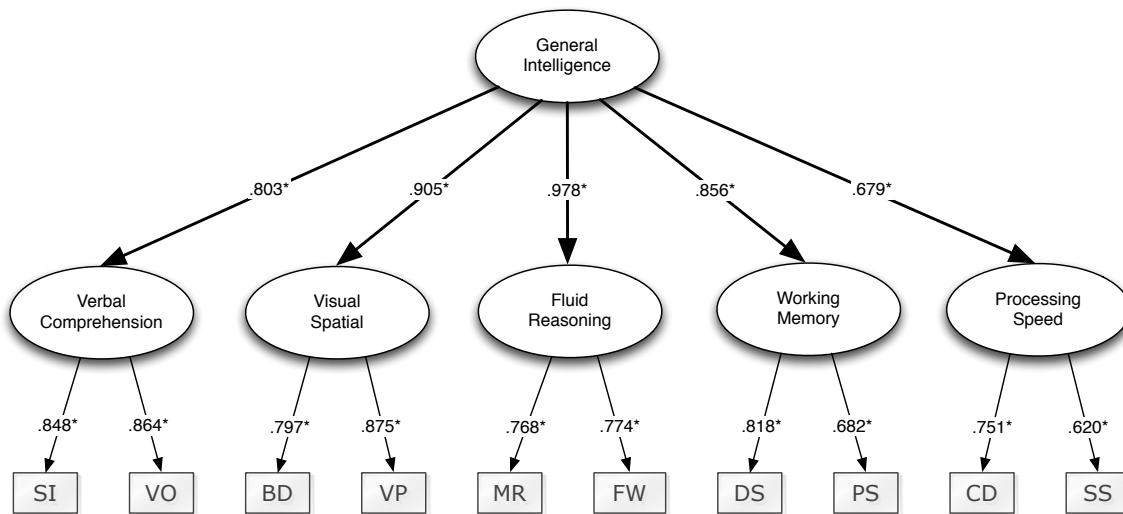 General
Intelligence
.803*
.905*
.978*
.856*
.679*
Verbal
Comprehension
Visual
Spatial
Fluid
Reasoning
Working
Memory
Processing
Speed
.848*
.864*
.797*
.875*
.768*
.774*
.818*
.682*
.751*
.620*
SI
VO
BD
VP
MR
FW
DS
PS
CD
SS